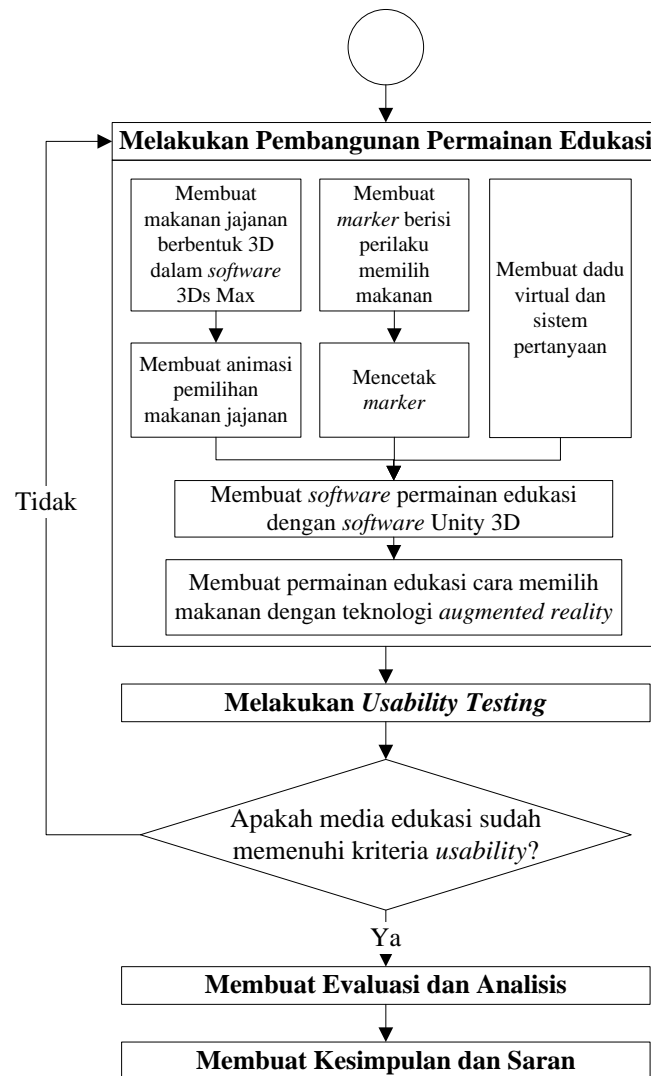 Melakukan Pembangunan Permainan Edukasi
Membuat
makanan jajanan
berbentuk 3D
dalam software
3Ds Max
Membuat
marker berisi
perilaku
memilih
makanan
Membuat dadu
virtual dan
sistem
pertanyaan
Membuat animasi
pemilihan
makanan jajanan
Mencetak
marker
Tidak
Membuat software permainan edukasi
dengan software Unity 3D
Membuat permainan edukasi cara memilih
makanan dengan teknologi augmented reality
Melakukan Usability Testing
Apakah media edukasi sudah
memenuhi kriteria usability?
Ya
Membuat Evaluasi dan Analisis
Membuat Kesimpulan dan Saran